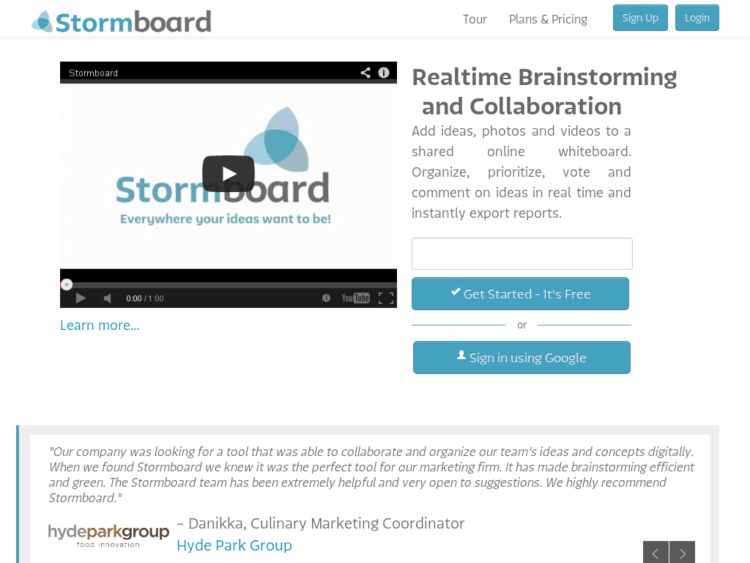 Stormboard
Tour
Plans & Pricing
Sign Up
Login
Stormboard
Stormboard
Everywhere your ideas want to be!
0:00 / 1:00
YouTube
Learn more...
Realtime Brainstorming
and Collaboration
Add ideas, photos and videos to a
shared online whiteboard.
Organize, prioritize, vote and
comment on ideas in real time and
instantly export reports.
Get Started - It's Free
or
Sign in using Google
"Our company was looking for a tool that was able to collaborate and organize our team's ideas and concepts digitally.
When we found Stormboard we knew it was the perfect tool for our marketing firm. It has made brainstorming efficient
and green. The Stormboard team has been extremely helpful and very open to suggestions. We highly recommend
Stormboard."
hydeparkgroup
food innovation
~ Danikka, Culinary Marketing Coordinator
Hyde Park Group